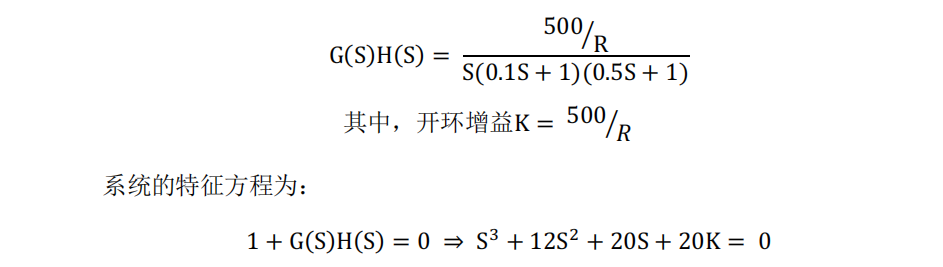 G(S)H(S) = 500/R / S(0.1S + 1)(0.5S + 1)
其中，开环增益K = 500/R
系统的特征方程为：
1 + G(S)H(S) = 0 ⇒ S³ + 12S² + 20S + 20K = 0